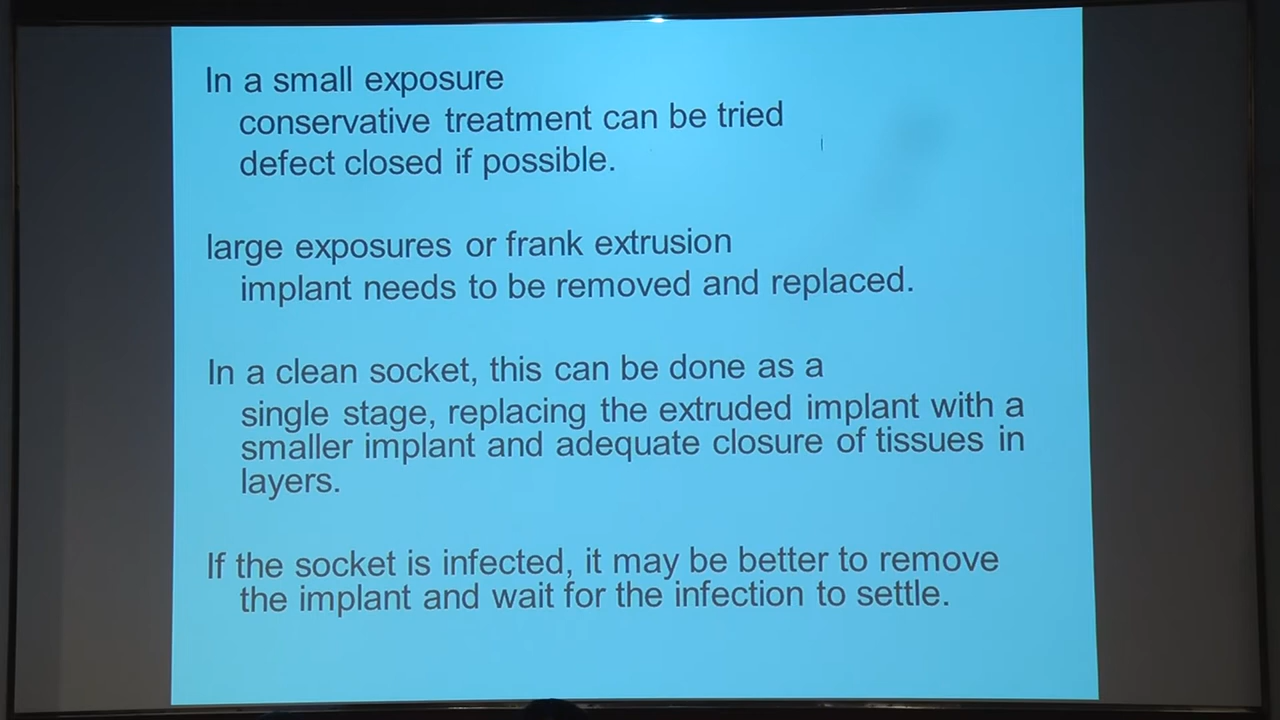 In a small exposure
conservative treatment can be tried
defect closed if possible.
large exposures or frank extrusion
implant needs to be removed and replaced.
In a clean socket, this can be done as a
single stage, replacing the extruded implant with a
smaller implant and adequate closure of tissues in
layers.
If the socket is infected, it may be better to remove
the implant and wait for the infection to settle.